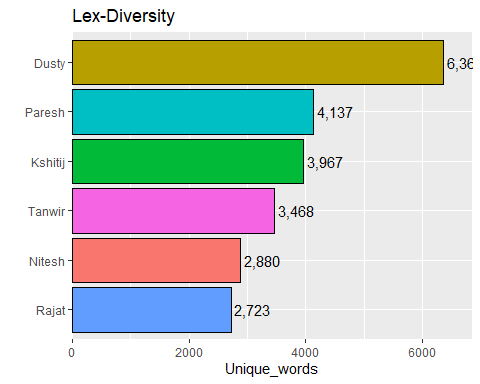 Lex-Diversity
Dusty 6,36
Paresh 4,137
Kshitij 3,967
Tanwir 3,468
Nitesh 2,880
Rajat 2,723
0 2000 4000 6000
Unique_words